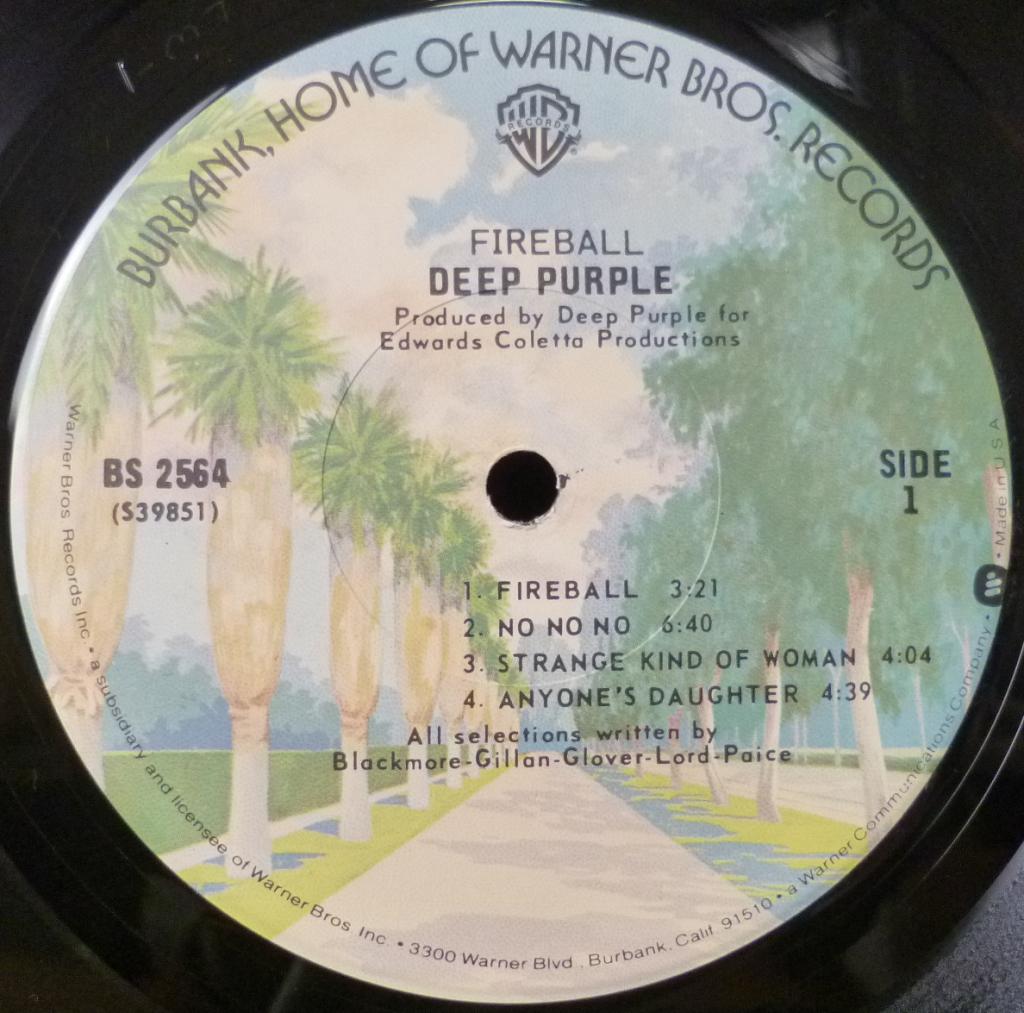 BURBANK, HOME OF WARNER BROS. RECORDS
RECORDS
FIREBALL
DEEP PURPLE
Produced by Deep Purple for
Edwards Coletta Productions
BS 2564
(S39851)
SIDE
1
1. FIREBALL 3:21
2. NO NO NO 6:40
3. STRANGE KIND OF WOMAN 4:04
4. ANYONE'S DAUGHTER 4:39
All selections written by
Blackmore-Gillan-Glover-Lord-Paice
Warner Bros Records Inc. • a subsidiary and licensee of Warner Bros. Inc. • 3300 Warner Blvd., Burbank, Calif. 91510 • a Warner Communications Company • Made in U S A